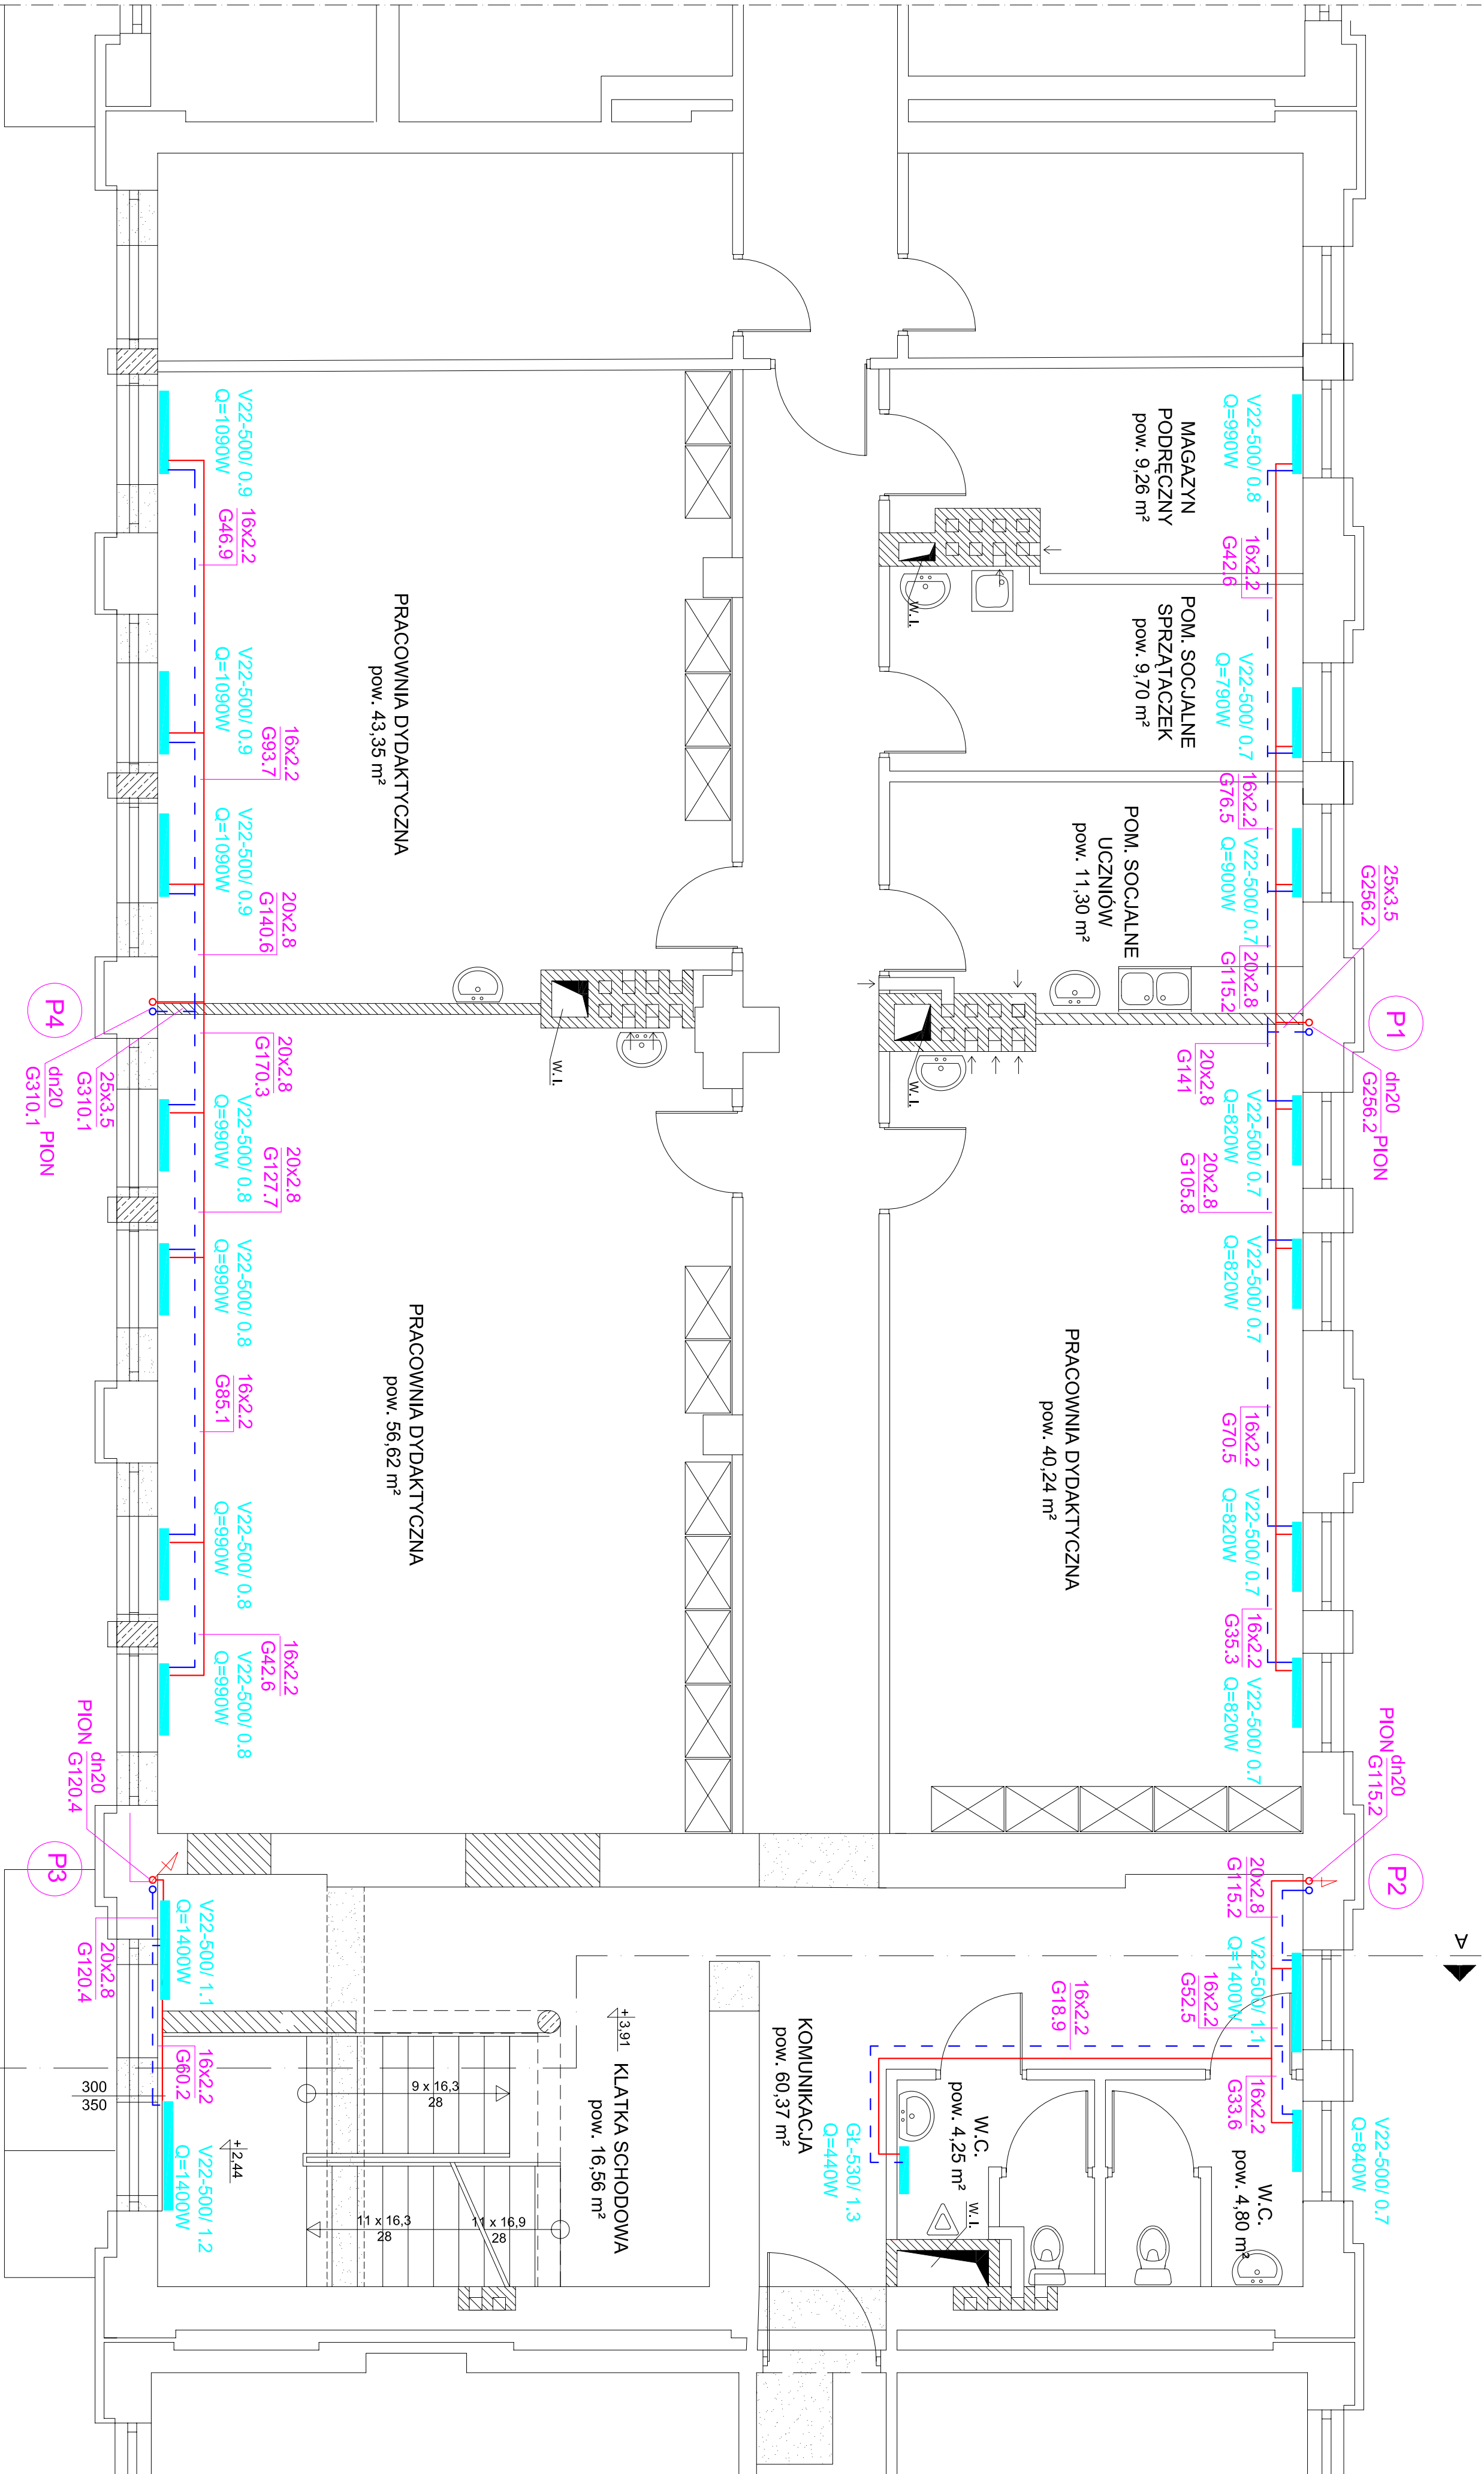 V22-500/ 0.8
Q=990W
16x2.2
G42.6
V22-500/ 0.7
Q=790W
16x2.2
G76.5
V22-500/ 0.7
Q=900W
20x2.8
G115.2
25x3.5
G256.2
P1
dn20
G256.2
PION
20x2.8
G141
V22-500/ 0.7
Q=820W
20x2.8
G105.8
V22-500/ 0.7
Q=820W
16x2.2
G70.5
V22-500/ 0.7
Q=820W
16x2.2
G35.3
V22-500/ 0.7
Q=820W
PION
dn20
G115.2
P2
20x2.8
G115.2
V22-500/ 1.1
Q=1400W
16x2.2
G52.5
16x2.2
G33.6
V22-500/ 0.7
Q=840W
A
MAGAZYN
PODRĘCZNY
pow. 9,26 m²
POM. SOCJALNE
SPRZĄTACZEK
pow. 9,70 m²
POM. SOCJALNE
UCZNIÓW
pow. 11,30 m²
PRACOWNIA DYDAKTYCZNA
pow. 40,24 m²
W.C.
pow. 4,80 m²
W.C.
pow. 4,25 m²
16x2.2
G18.9
w.I.
w.I.
w.I.
GŁ-530/ 1,3
Q=440W
KOMUNIKACJA
pow. 60,37 m²
+3,91
KLATKA SCHODOWA
pow. 16,56 m²
w.I.
9 x 16,3
28
11 x 16,3
28
11 x 16,9
28
PRACOWNIA DYDAKTYCZNA
pow. 43,35 m²
PRACOWNIA DYDAKTYCZNA
pow. 56,62 m²
V22-500/ 0.9
Q=1090W
16x2.2
G46.9
V22-500/ 0.9
Q=1090W
16x2.2
G93.7
V22-500/ 0.9
Q=1090W
20x2.8
G140.6
20x2.8
G170.3
V22-500/ 0.8
Q=990W
20x2.8
G127.7
V22-500/ 0.8
Q=990W
16x2.2
G85.1
V22-500/ 0.8
Q=990W
16x2.2
G42.6
V22-500/ 0.8
Q=990W
P4
25x3.5
G310.1
dn20
G310.1
PION
PION
dn20
G120.4
P3
20x2.8
G120.4
V22-500/ 1.1
Q=1400W
16x2.2
G60.2
V22-500/ 1.2
Q=1400W
+2,44
300
350